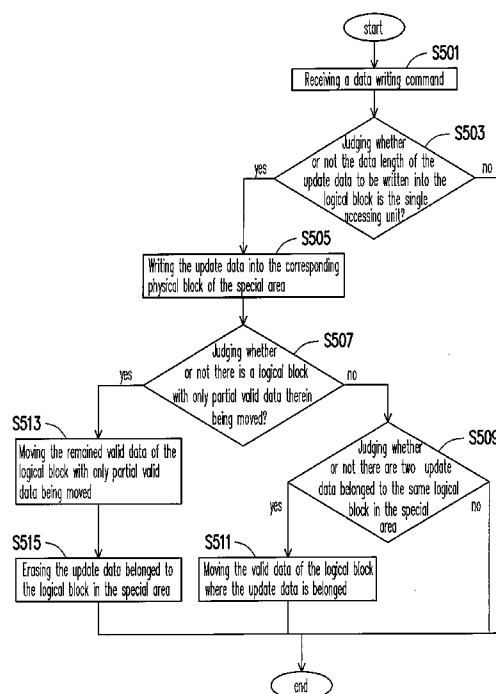 start
S501
Receiving a data writing command
S503
Judging whether
or not the data length of the
update data to be written into the
logical block is the single
accessing unit?
yes
no
S505
Writing the update data into the corresponding
physical block of the special area
S507
Judging whether
or not there is a logical block
with only partial valid data therein
being moved?
yes
no
S513
Moving the remained valid data of the
logical block with only partial valid
data being moved
S509
Judging whether
or not there are two update
data belonged to the same logical
block in the special
area
yes
no
S515
Erasing the update data belonged to
the logical block in the special area
S511
Moving the valid data of the logical block
where the update data is belonged
end